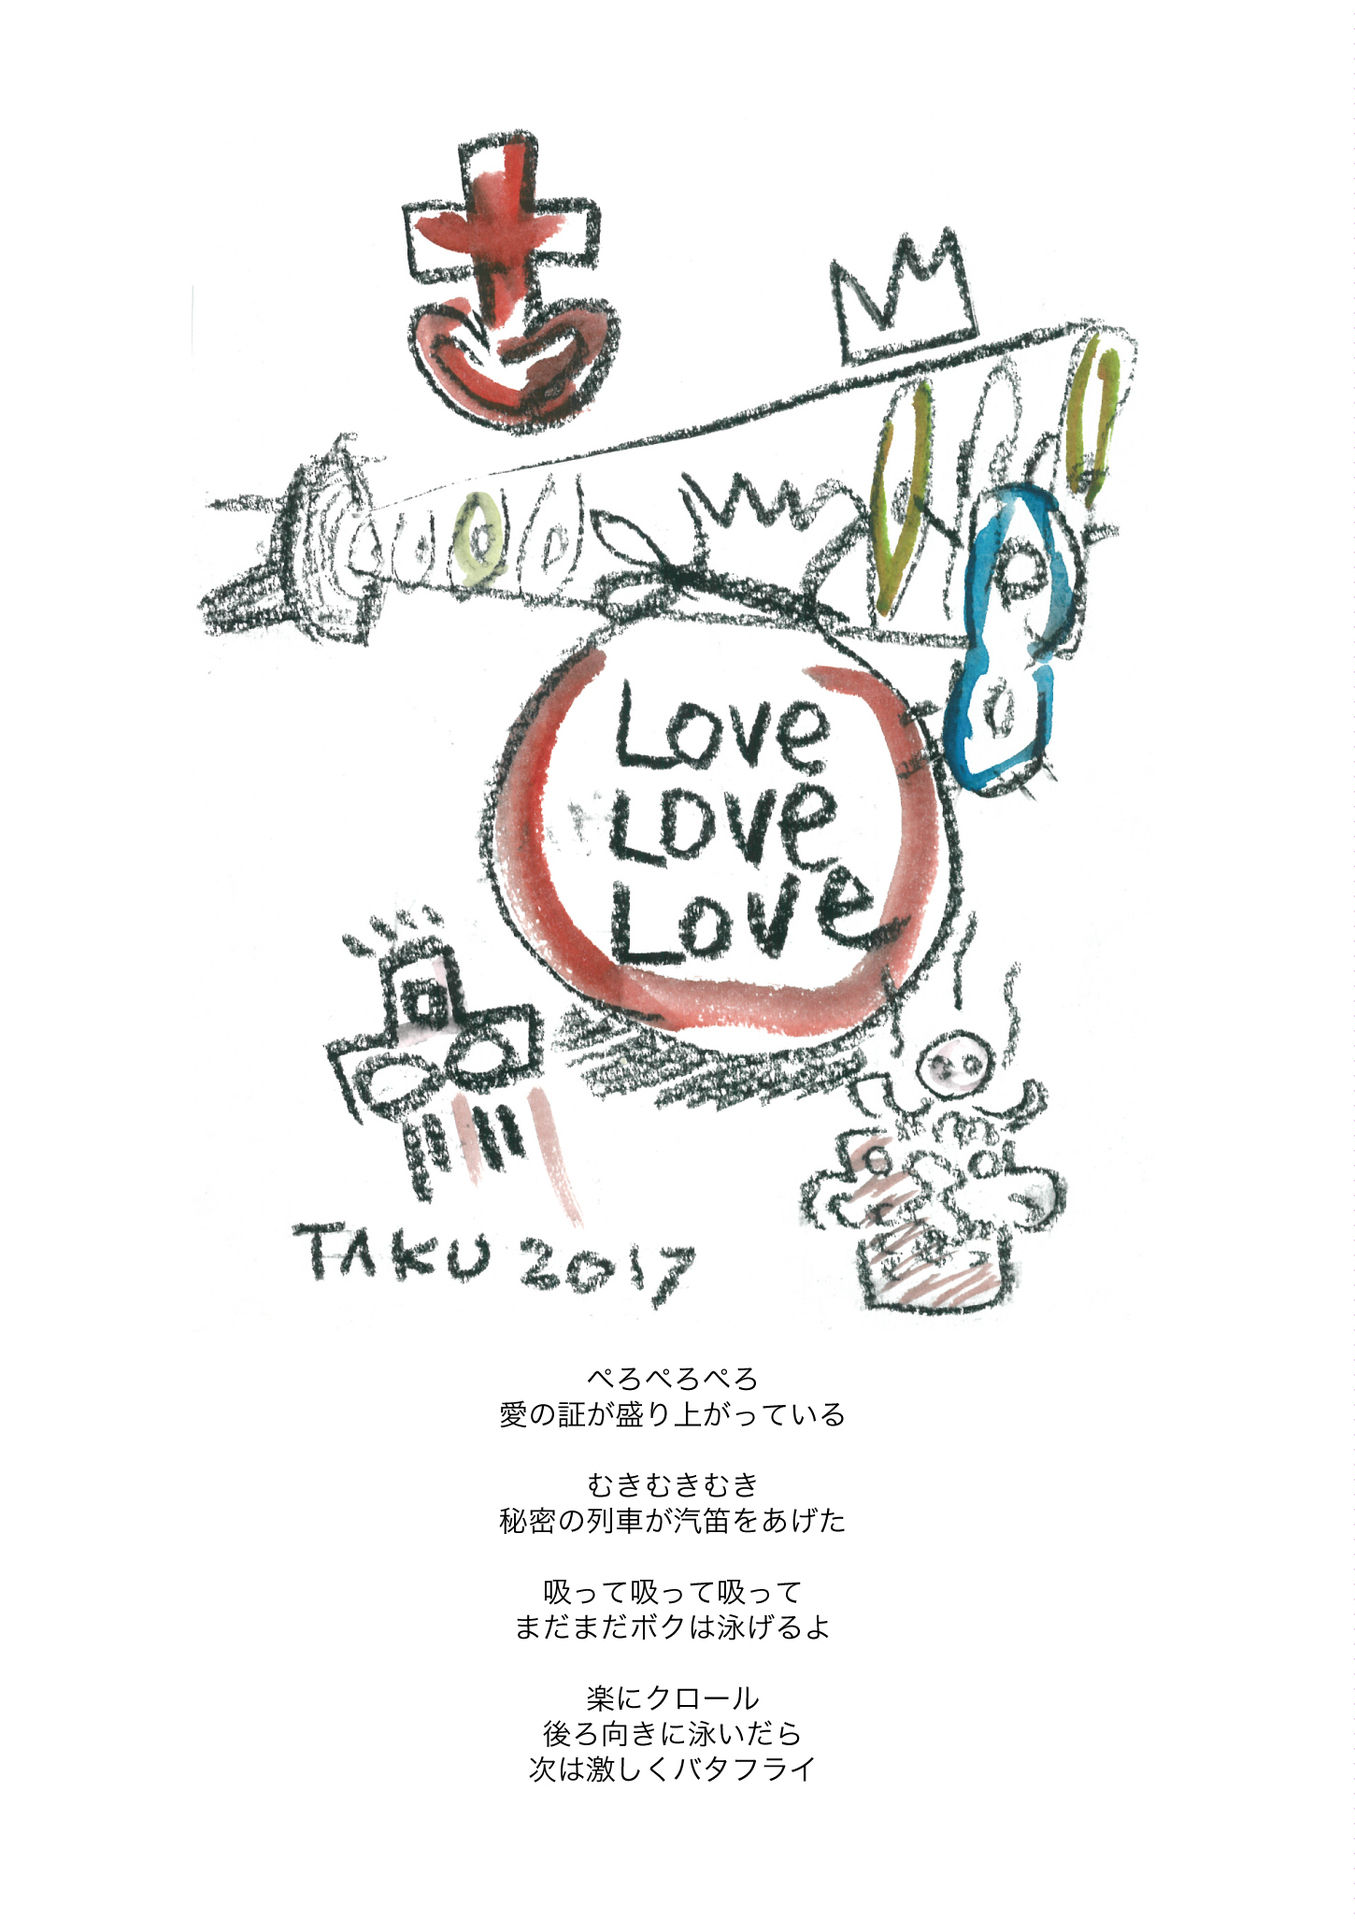 Love
Love
Love
TAKU 2017
ぺろぺろぺろ
愛の証が盛り上がっている
むきむきむき
秘密の列車が汽笛をあげた
吸って吸って吸って
まだまだボクは泳げるよ
楽にクロール
後ろ向きに泳いだら
次は激しくバタフライ